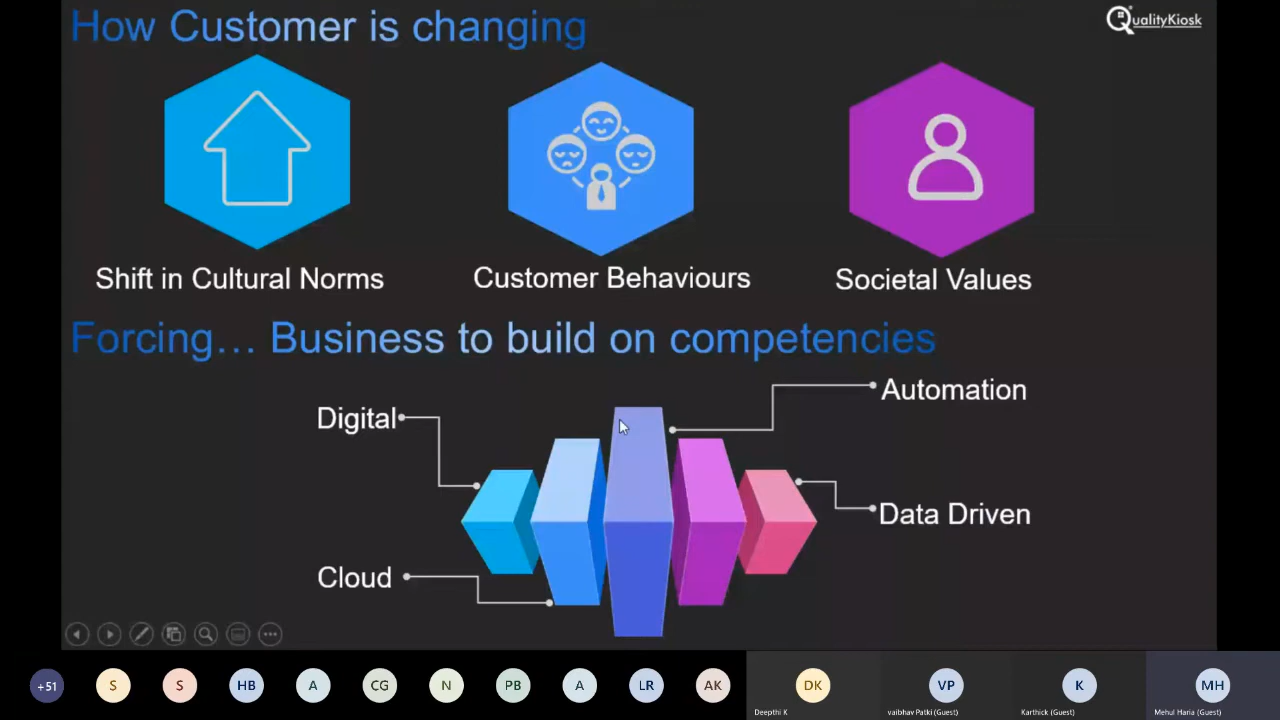 How Customer is changing
QualityKiosk
Shift in Cultural Norms
Customer Behaviours
Societal Values
Forcing... Business to build on competencies
Digital
Automation
Cloud
Data Driven
+51
S
S
HB
A
CG
N
PB
A
LR
AK
DK
VP
K
MH
Deepthi K
vaibhav Patki (Guest)
Karthick (Guest)
Mehul Haria (Guest)